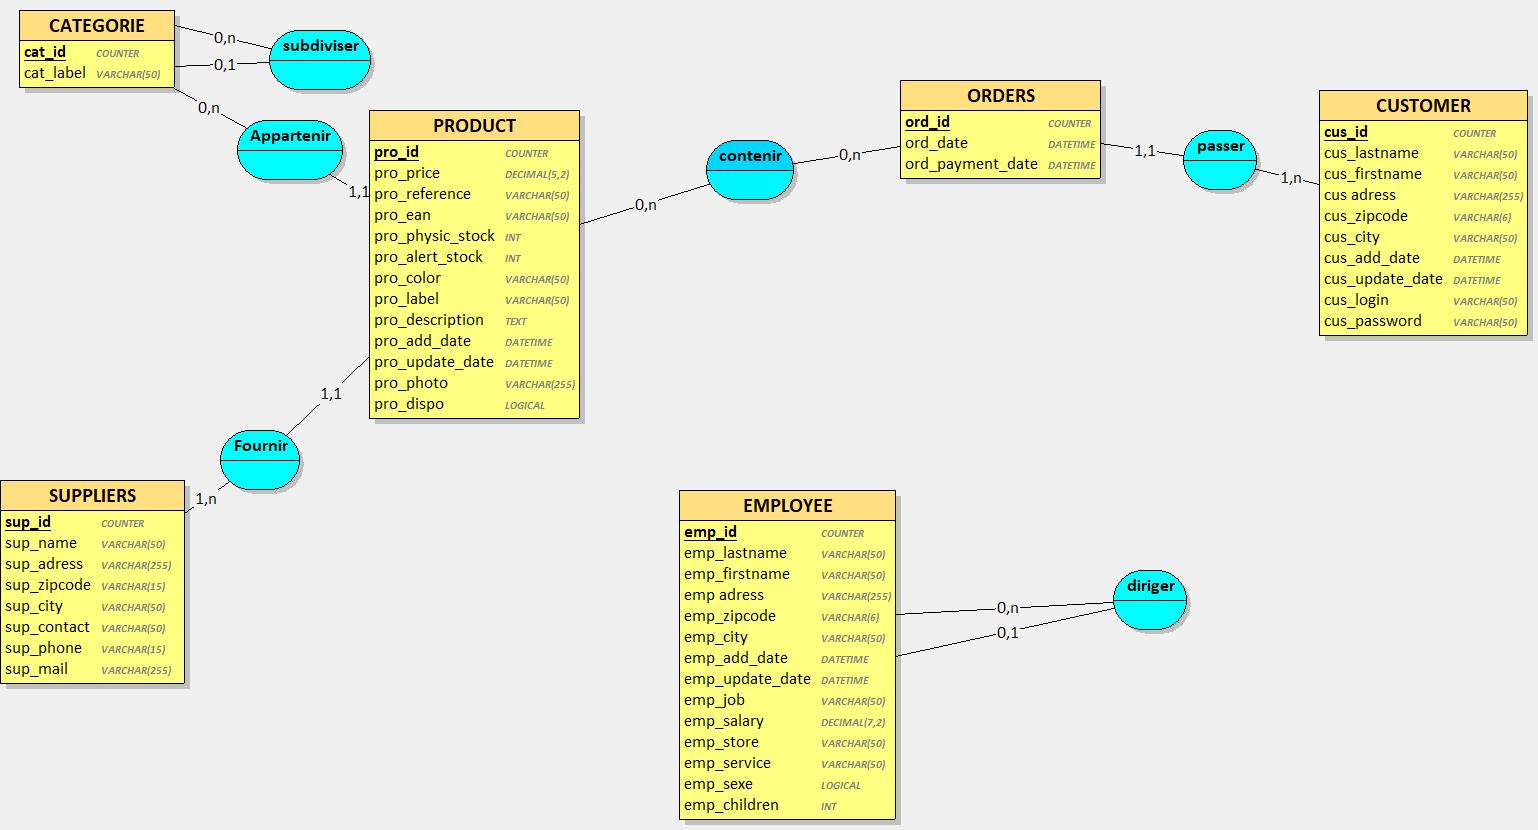 CATEGORIE
cat_id COUNTER
cat_label VARCHAR(50)
0,n
0,1
subdiviser
0,n
Appartenir
1,1
PRODUCT
pro_id COUNTER
pro_price DECIMAL(5,2)
pro_reference VARCHAR(50)
pro_ean VARCHAR(50)
pro_physic_stock INT
pro_alert_stock INT
pro_color VARCHAR(50)
pro_label VARCHAR(50)
pro_description TEXT
pro_add_date DATETIME
pro_update_date DATETIME
pro_photo VARCHAR(255)
pro_dispo LOGICAL
0,n
contenir
0,n
ORDERS
ord_id COUNTER
ord_date DATETIME
ord_payment_date DATETIME
1,1
passer
1,n
CUSTOMER
cus_id COUNTER
cus_lastname VARCHAR(50)
cus_firstname VARCHAR(50)
cus adress VARCHAR(255)
cus_zipcode VARCHAR(6)
cus_city VARCHAR(50)
cus_add_date DATETIME
cus_update_date DATETIME
cus_login VARCHAR(50)
cus_password VARCHAR(50)
1,1
Fournir
1,n
SUPPLIERS
sup_id COUNTER
sup_name VARCHAR(50)
sup_adress VARCHAR(255)
sup_zipcode VARCHAR(15)
sup_city VARCHAR(50)
sup_contact VARCHAR(50)
sup_phone VARCHAR(15)
sup_mail VARCHAR(255)
EMPLOYEE
emp_id COUNTER
emp_lastname VARCHAR(50)
emp_firstname VARCHAR(50)
emp adress VARCHAR(255)
emp_zipcode VARCHAR(6)
emp_city VARCHAR(50)
emp_add_date DATETIME
emp_update_date DATETIME
emp_job VARCHAR(50)
emp_salary DECIMAL(7,2)
emp_store VARCHAR(50)
emp_service VARCHAR(50)
emp_sexe LOGICAL
emp_children INT
0,n
0,1
diriger